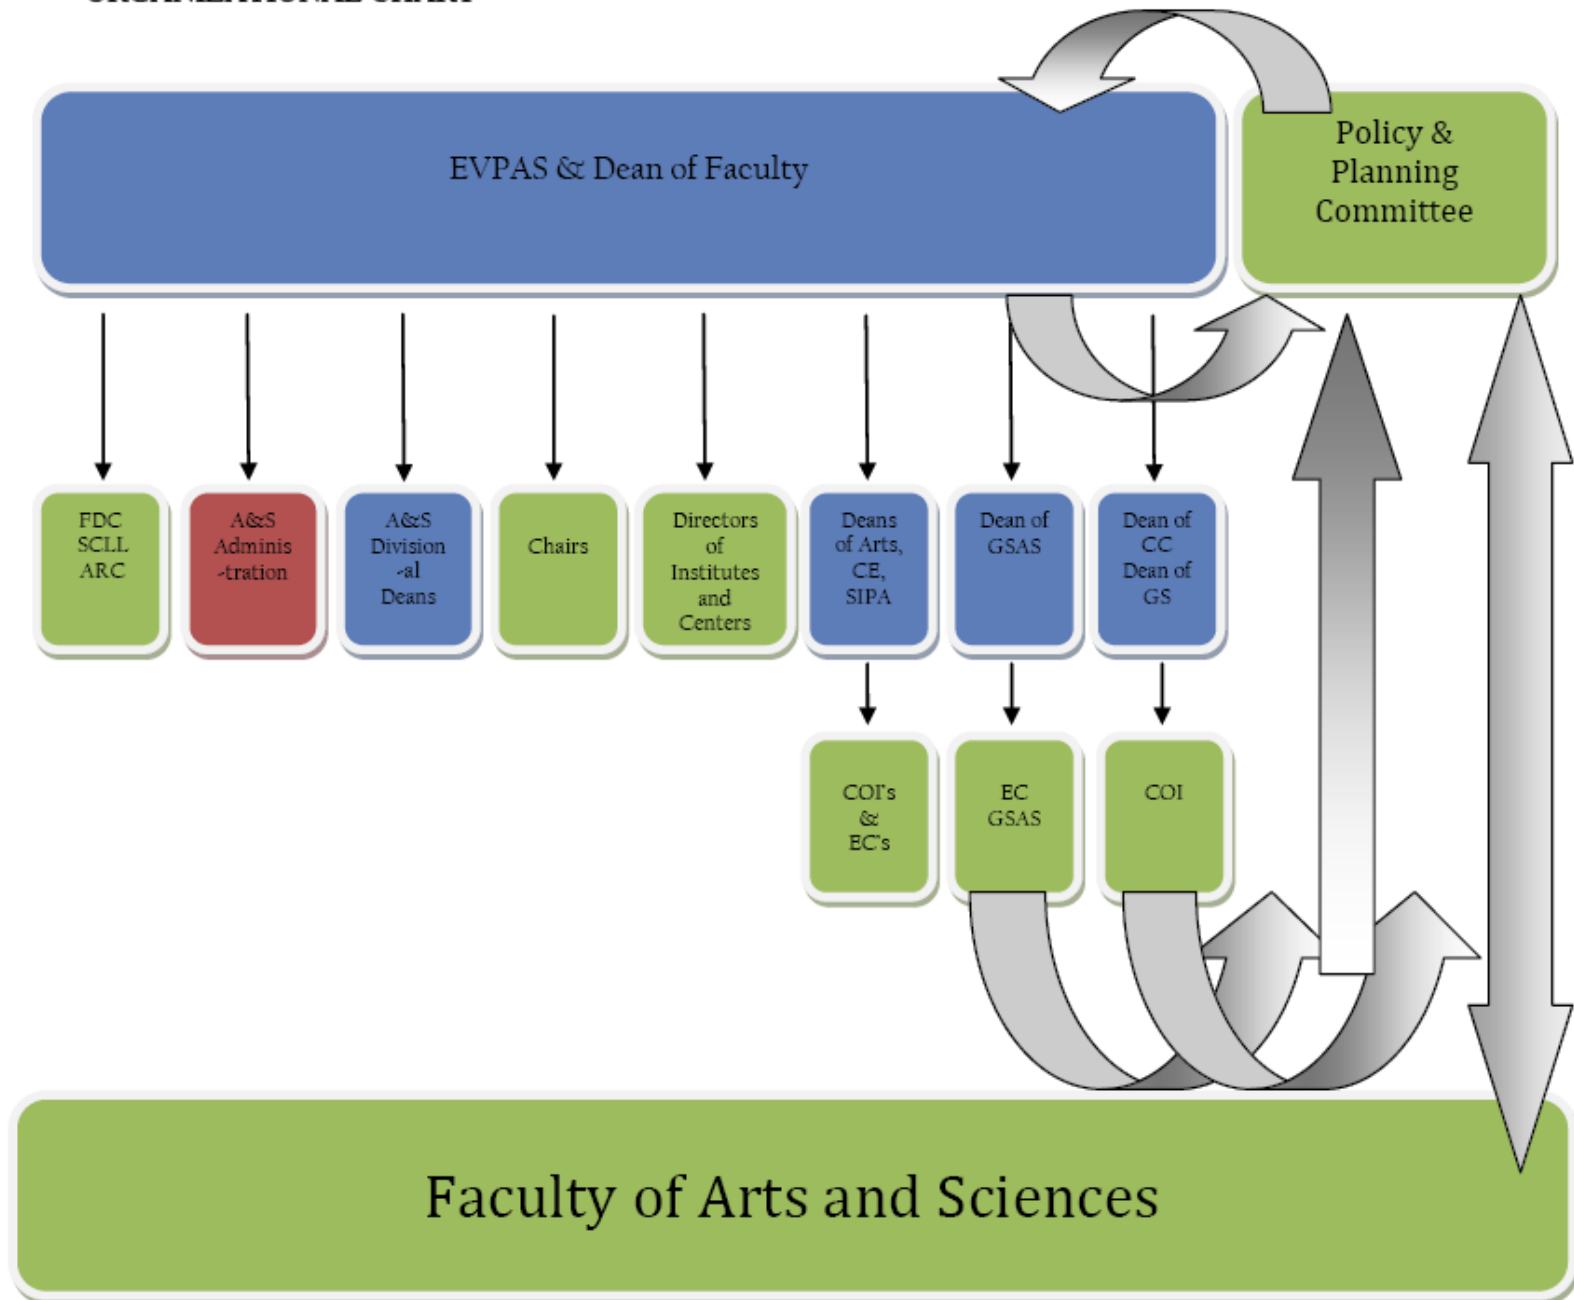 ORGANIZATIONAL CHART
EVPAS & Dean of Faculty
Policy &
Planning
Committee
FDC
SCLL
ARC
A&S
Adminis
-tration
A&S
Division
-al
Deans
Chairs
Directors
of
Institutes
and
Centers
Deans
of Arts,
CE,
SIPA
Dean of
GSAS
Dean of
CC
Dean of
GS
COI's
&
EC's
EC
GSAS
COI
Faculty of Arts and Sciences